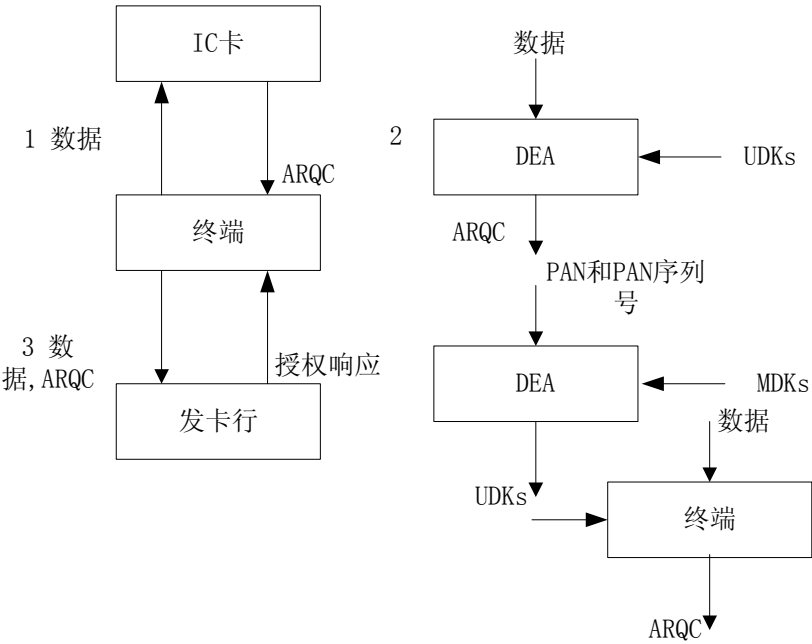 IC卡
1 数据
ARQC
终端
3 数
据,ARQC
授权响应
发卡行
数据
2
DEA
UDKs
ARQC
PAN和PAN序列
号
DEA
MDKs
数据
UDKs
终端
ARQC